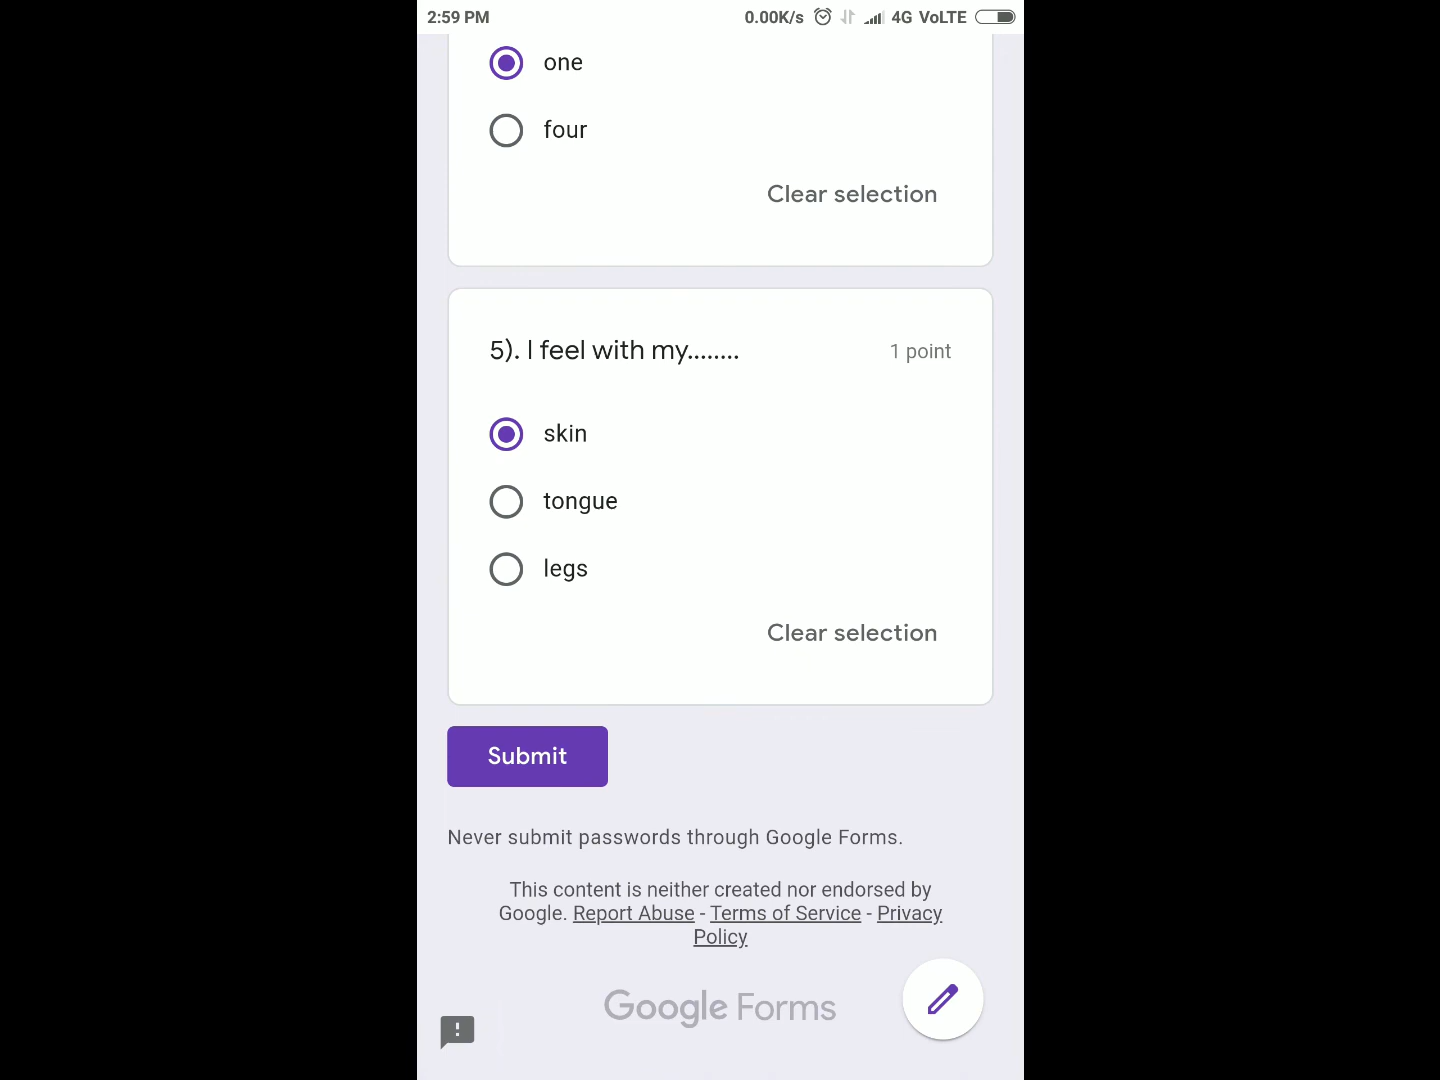 2:59 PM 0.00K/s 4G VoLTE
one
four
Clear selection
5). I feel with my........ 1 point
skin
tongue
legs
Clear selection
Submit
Never submit passwords through Google Forms.
This content is neither created nor endorsed by
Google. Report Abuse - Terms of Service - Privacy
Policy
Google Forms